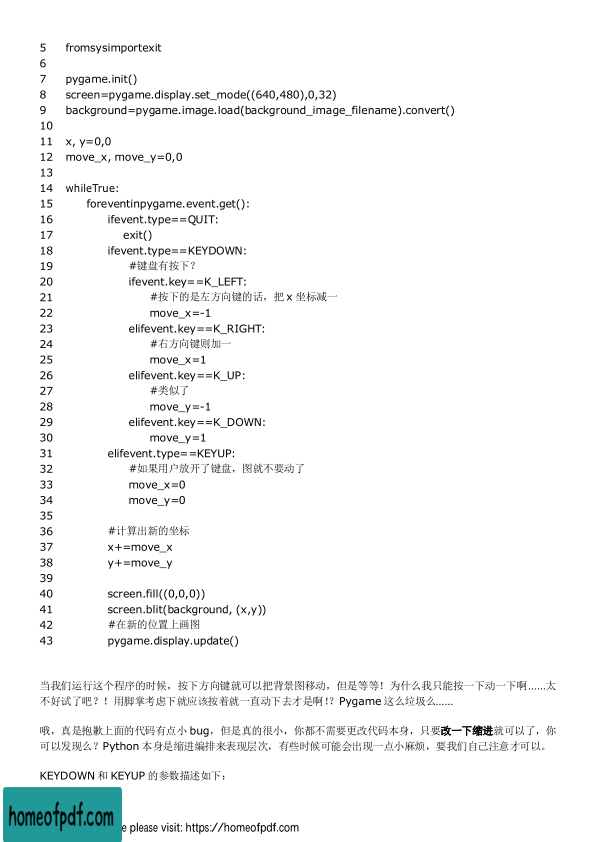 5 fromsysimportexit
6
7 pygame.init()
8 screen=pygame.display.set_mode((640,480),0,32)
9 background=pygame.image.load(background_image_filename).convert()
10
11 x, y=0,0
12 move_x, move_y=0,0
13
14 whileTrue:
15 foreventinpygame.event.get():
16 ifevent.type==QUIT:
17 exit()
18 ifevent.type==KEYDOWN:
19 #键盘有按下？
20 ifevent.key==K_LEFT:
21 #按下的是左方向键的话，把 x 坐标减一
22 move_x=-1
23 elifevent.key==K_RIGHT:
24 #右方向键则加一
25 move_x=1
26 elifevent.key==K_UP:
27 #类似了
28 move_y=-1
29 elifevent.key==K_DOWN:
30 move_y=1
31 elifevent.type==KEYUP:
32 #如果用户放开了键盘，图就不要动了
33 move_x=0
34 move_y=0
35
36 #计算出新的坐标
37 x+=move_x
38 y+=move_y
39
40 screen.fill((0,0,0))
41 screen.blit(background, (x,y))
42 #在新的位置上画图
43 pygame.display.update()
当我们运行这个程序的时候，按下方向键就可以把背景图移动，但是等等！为什么我只能按一下动一下啊……太
不好试了吧？！用脚掌考虑下就应该按着就一直动下去才是啊！？Pygame 这么垃圾么……
哦，真是抱歉上面的代码有点小 bug，但是真的很小，你都不需要更改代码本身，只要改一下缩进就可以了，你
可以发现么？Python 本身是缩进编排来表现层次，有些时候可能会出现一点小麻烦，要我们自己注意才可以。
KEYDOWN 和 KEYUP 的参数描述如下：
homeofpdf.com
e please visit: https://homeofpdf.com